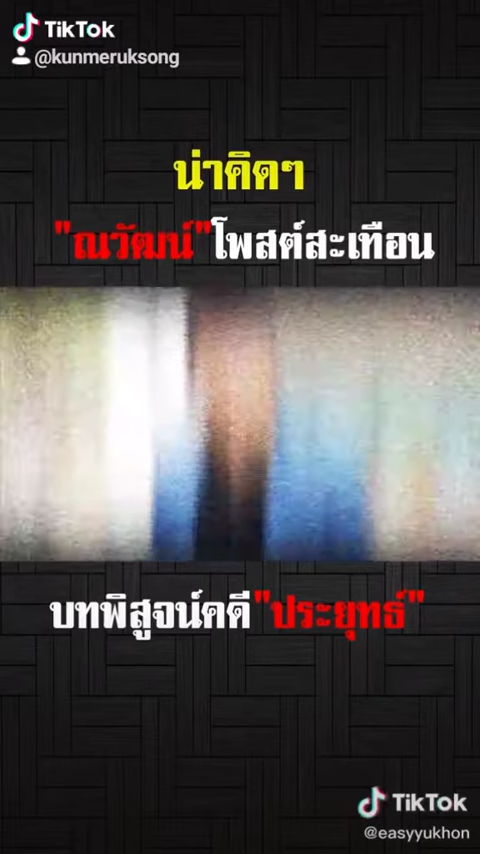 TikTok
@kunmeruksong
น่าคิดๆ
"ณวัฒน์"โพสต์สะเทือน
บทพิสูจน์คดี"ประยุทธ์"
TikTok
@easyyukhon